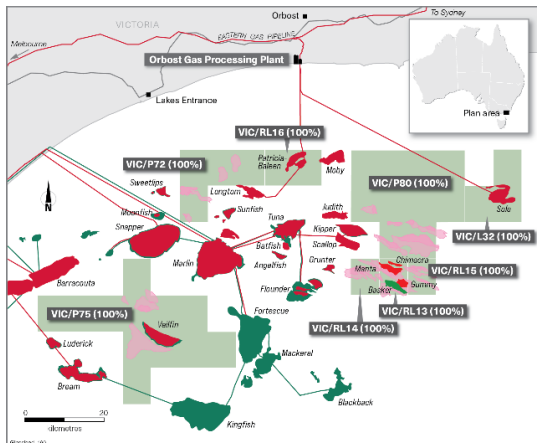 VICTORIA
Orbost
To Sydney
Melbourne
EASTERN GAS PIPELINE
Orbost Gas Processing Plant
Lakes Entrance
Plan area
VIC/RL16 (100%)
VIC/P72 (100%)
Patricia
Baleen
Moby
VIC/P80 (100%)
Sweetlips
Longtom
Sole
N
Moonfish
Sunfish
Judith
Snapper
Tuna
Kipper
VIC/L32 (100%)
Batfish
Scallop
Marlin
Angelfish
Grunter
Chimaera
Manta
VIC/RL15 (100%)
Barracouta
Flounder
Basker
Gummy
VIC/P75 (100%)
Fortescue
VIC/RL13 (100%)
VIC/RL14 (100%)
Veilfin
Luderick
Mackerel
Bream
Blackback
0 20
kilometres
Kingfish